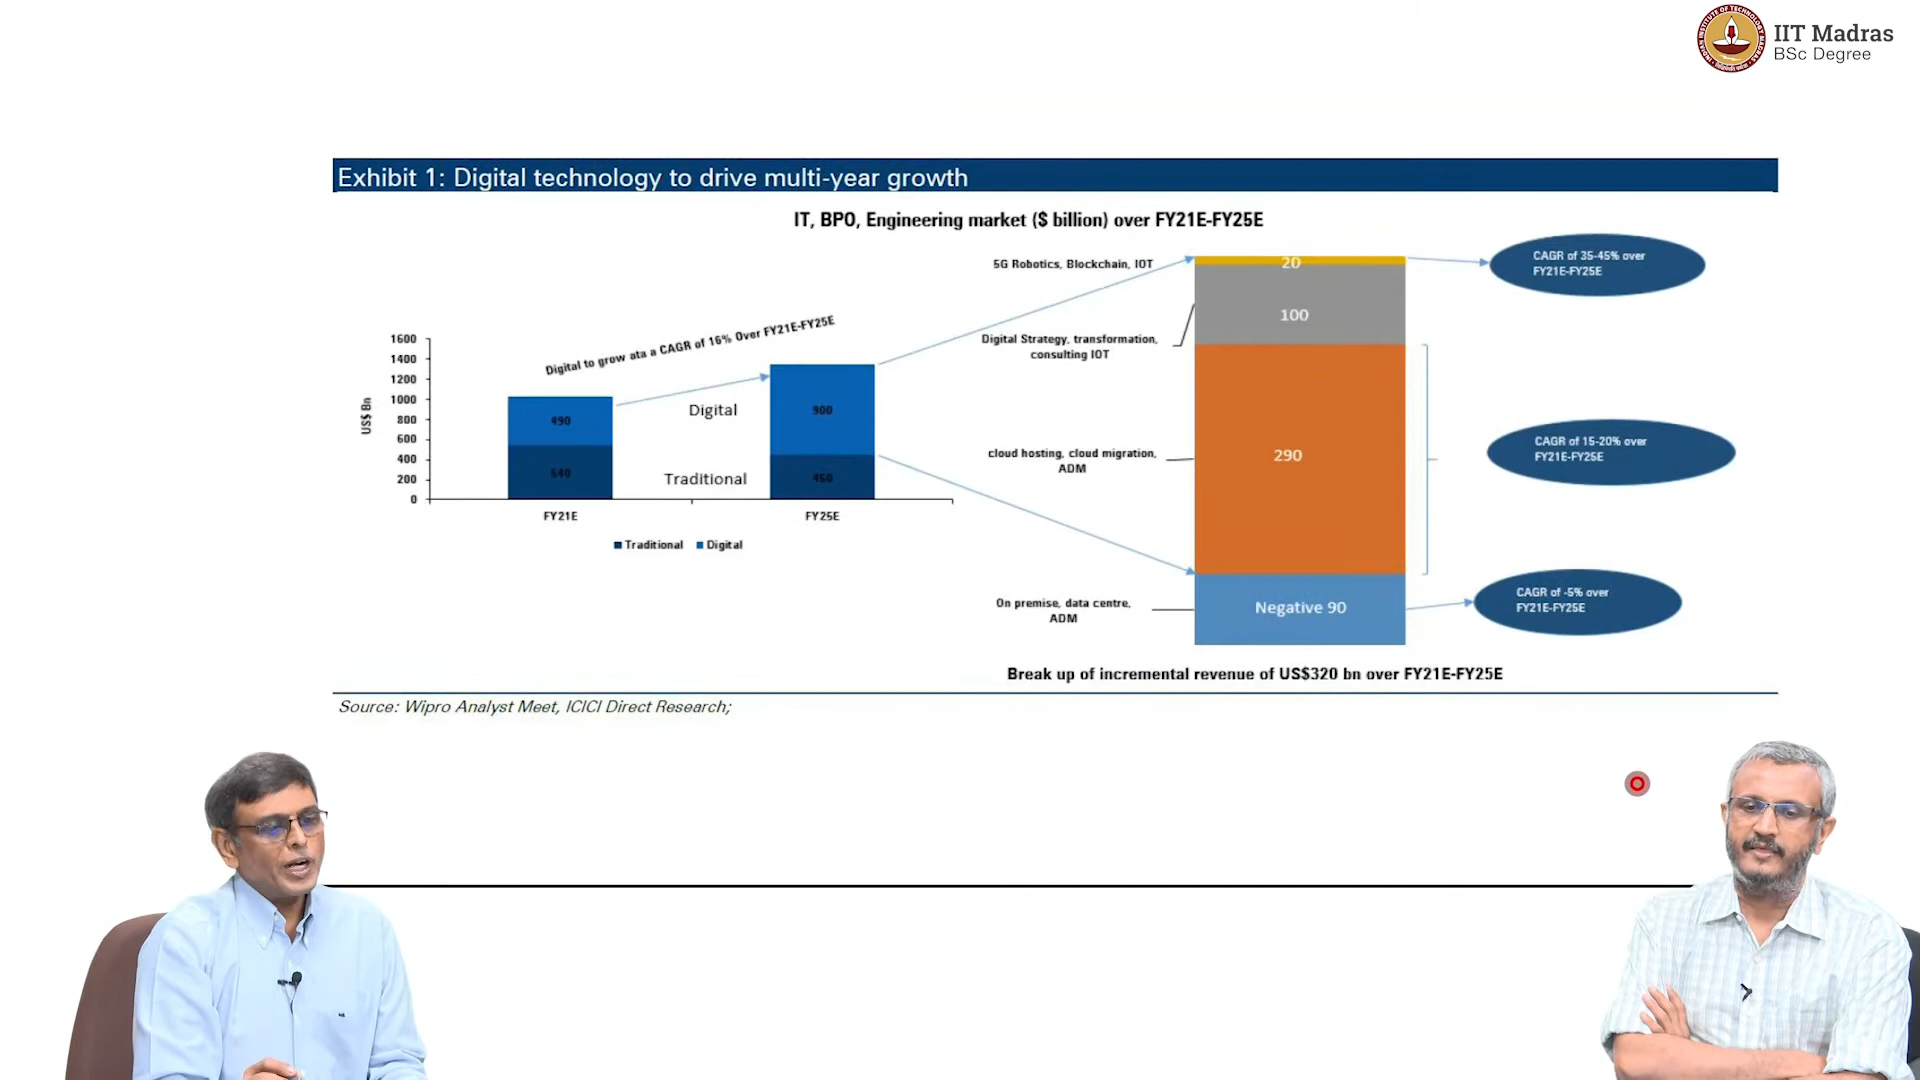 IIT Madras
BSc Degree
Exhibit 1: Digital technology to drive multi-year growth
IT, BPO, Engineering market ($ billion) over FY21E-FY25E
Digital to grow ata a CAGR of 16% Over FY21E-FY25E
US$ Bn
1600
1400
1200
1000
800
600
400
200
0
490
540
Digital
Traditional
900
460
FY21E
FY25E
Traditional
Digital
5G Robotics, Blockchain, IOT
Digital Strategy, transformation,
consulting IOT
cloud hosting, cloud migration,
ADM
On premise, data centre,
ADM
20
100
290
Negative 90
CAGR of 35-45% over
FY21E-FY25E
CAGR of 15-20% over
FY21E-FY25E
CAGR of -5% over
FY21E-FY25E
Break up of incremental revenue of US$320 bn over FY21E-FY25E
Source: Wipro Analyst Meet, ICICI Direct Research;